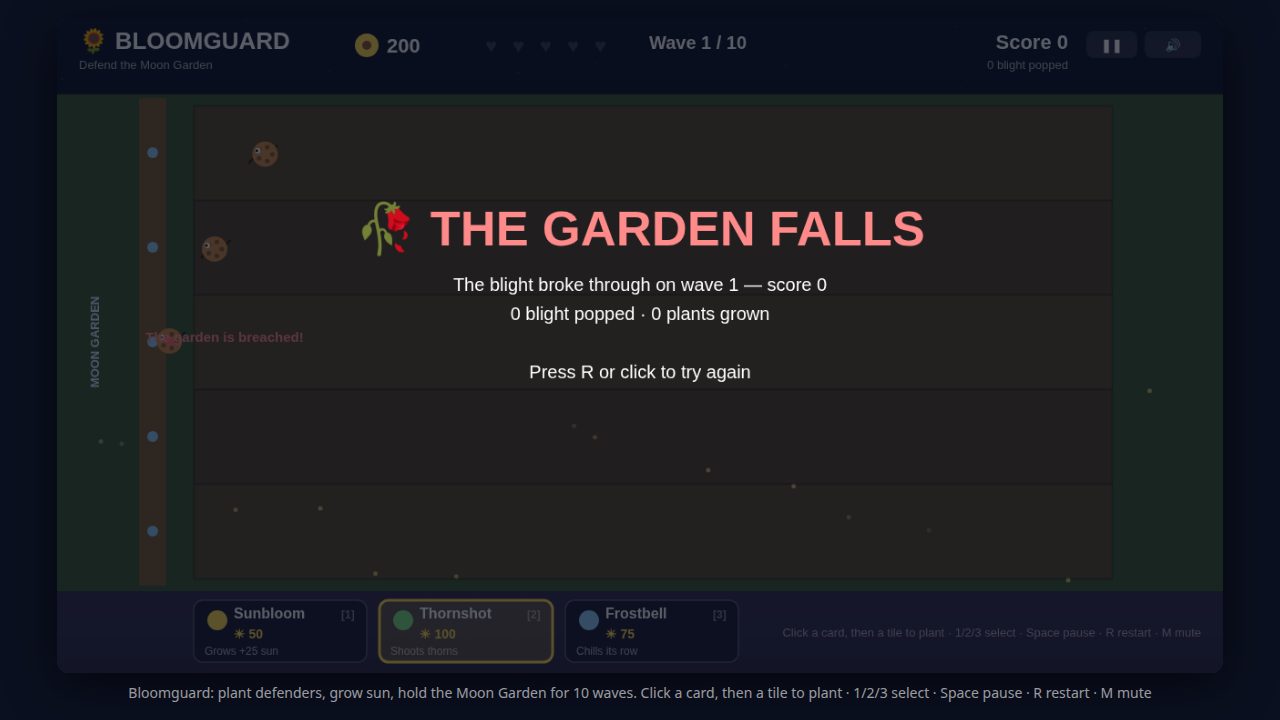 🌻 BLOOMGUARD
Defend the Moon Garden
200
♥ ♥ ♥ ♥ ♥
Wave 1 / 10
Score 0
0 blight popped
MOON GARDEN
THE GARDEN FALLS
The blight broke through on wave 1 — score 0
0 blight popped · 0 plants grown
The garden is breached!
Press R or click to try again
Sunbloom [1]
☀ 50
Grows +25 sun
Thornshot [2]
☀ 100
Shoots thorns
Frostbell [3]
☀ 75
Chills its row
Click a card, then a tile to plant · 1/2/3 select · Space pause · R restart · M mute
Bloomguard: plant defenders, grow sun, hold the Moon Garden for 10 waves. Click a card, then a tile to plant · 1/2/3 select · Space pause · R restart · M mute